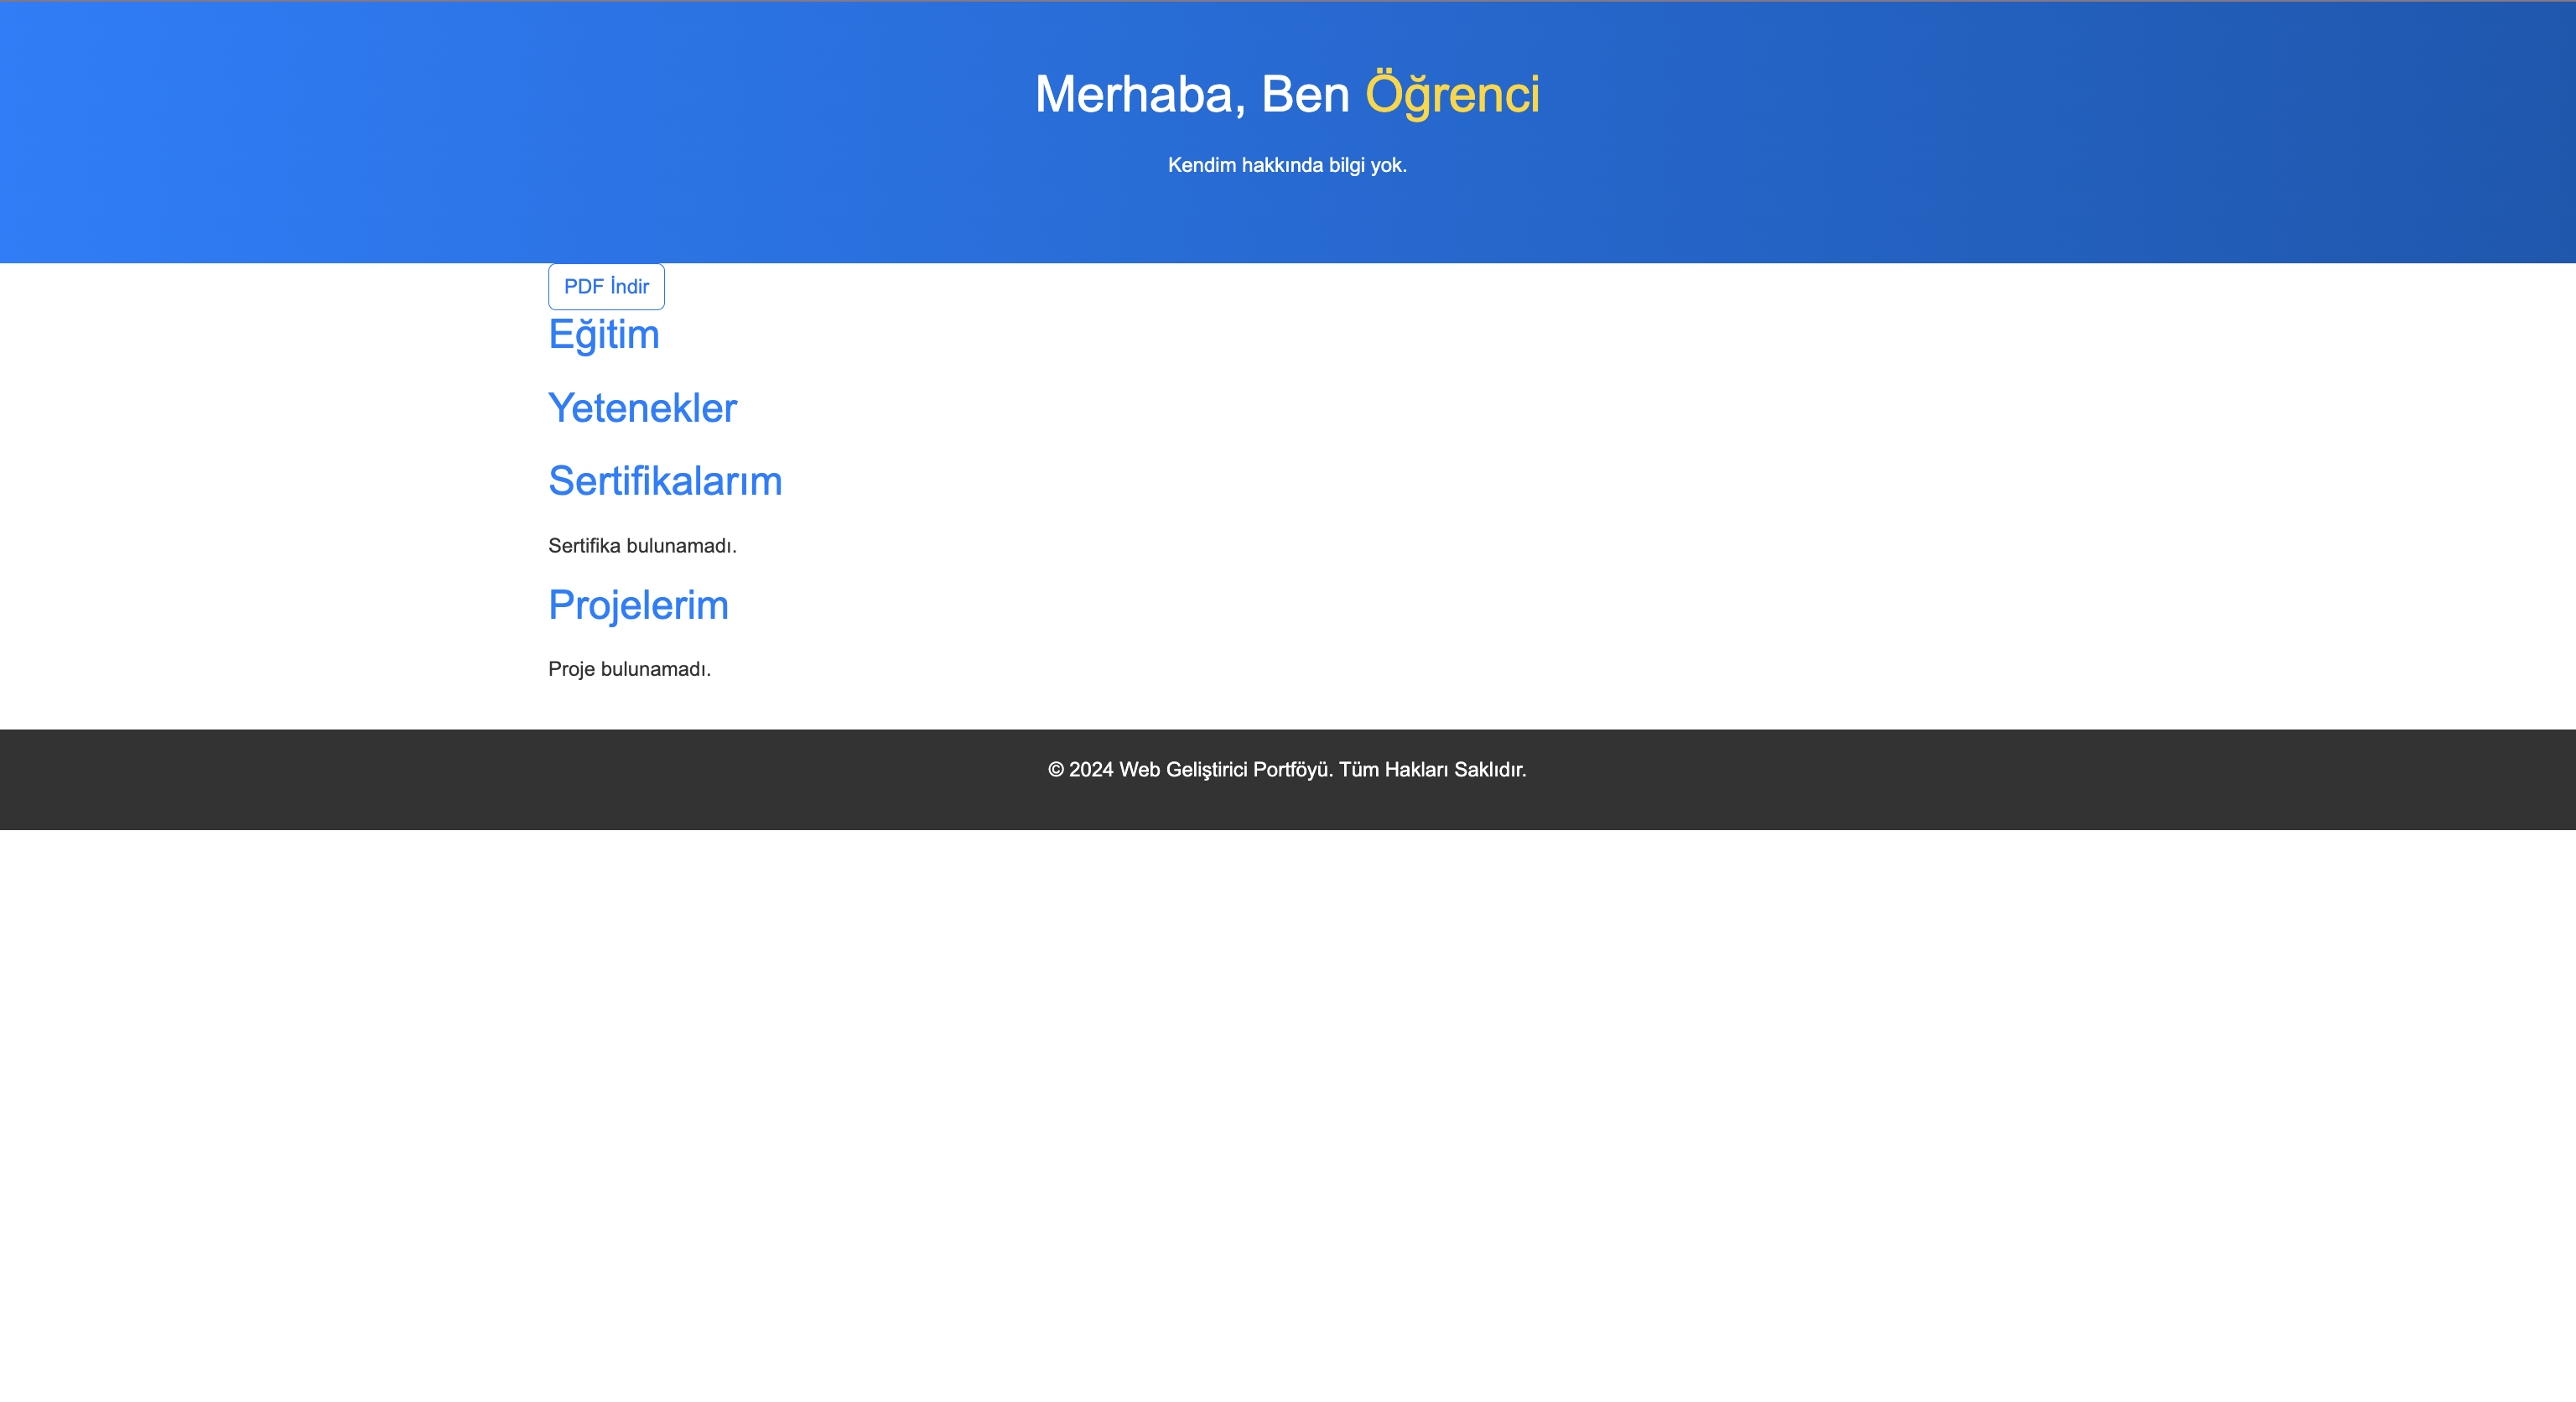 Merhaba, Ben Öğrenci
Kendim hakkında bilgi yok.
PDF İndir
Eğitim
Yetenekler
Sertifikalarım
Sertifika bulunamadı.
Projelerim
Proje bulunamadı.
© 2024 Web Geliştirici Portföyü. Tüm Hakları Saklıdır.